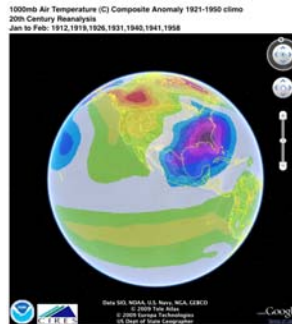 1000mb Air Temperature (C) Composite Anomaly 1921-1950 climo
20th Century Reanalysis
Jan to Feb: 1912,1919,1926,1931,1940,1941,1958
Data SIO, NOAA, U.S. Navy, NGA, GEBCO
© 2009 Tele Atlas
© 2009 Europa Technologies
US Dept of State Geographer
CIRES
Goog